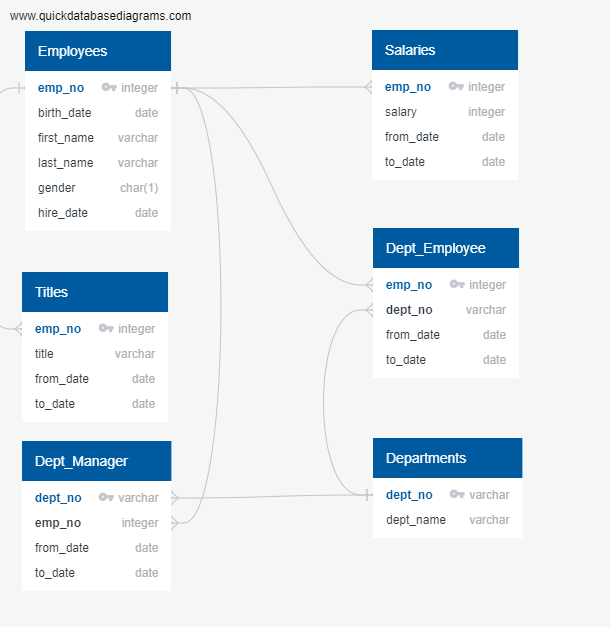 www.quickdatabasediagrams.com
Employees
emp_no integer
birth_date date
first_name varchar
last_name varchar
gender char(1)
hire_date date
Salaries
emp_no integer
salary integer
from_date date
to_date date
Titles
emp_no integer
title varchar
from_date date
to_date date
Dept_Employee
emp_no integer
dept_no varchar
from_date date
to_date date
Dept_Manager
dept_no varchar
emp_no integer
from_date date
to_date date
Departments
dept_no varchar
dept_name varchar